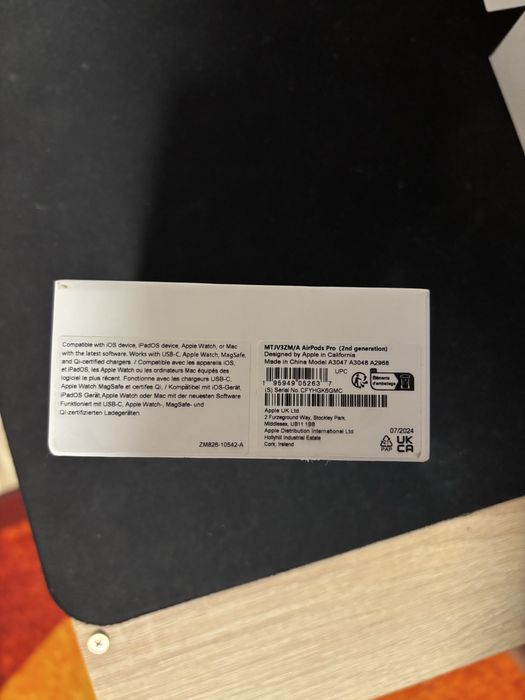 Compatible with iOS device, iPadOS device, Apple Watch, or Mac
with the latest software. Works with USB-C, Apple Watch, MagSafe,
and Qi-certified chargers. / Compatible avec les appareils iOS,
et iPadOS, les Apple Watch ou les ordinateurs Mac équipés des
logiciel le plus récent. Fonctionne avec les chargeurs USB-C,
Apple Watch MagSafe et certifiés Qi. / Kompatibel mit iOS-Gerät,
iPadOS Gerät, Apple Watch oder Mac mit der neuesten Software
Funktioniert mit USB-C, Apple Watch-, MagSafe- und
Qi-zertifizierten Ladegeräten.
ZM826-10542-A
MTJV3ZM/A AirPods Pro (2nd generation)
Designed by Apple in California
Made in China Model A3047 A3048 A2968
UPC
1 95949 05263 7
Éléments
d'emballage
(S) Serial No. CFYHGK6GMC
Apple UK Ltd
2 Furzeground Way, Stockley Park,
Middlesex, UB11 1BB
Apple Distribution International Ltd.
Hollyhill Industrial Estate
Cork, Ireland
07/2024
PAP
UK
CA